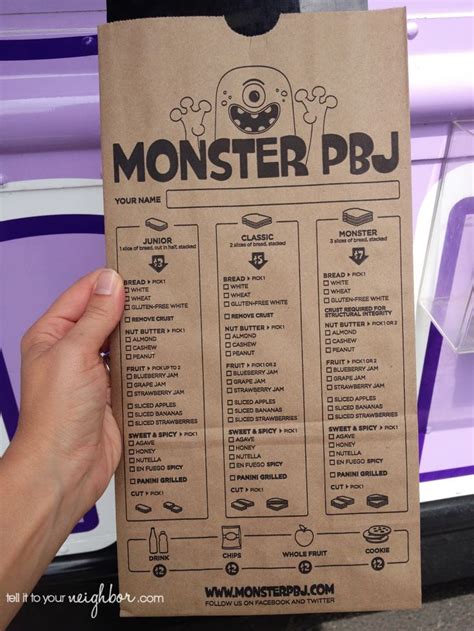 MONSTER PBJ
YOUR NAME
JUNIOR
1 slices of bread, cut in half, stacked
$3
BREAD > PICK 1
WHITE
WHEAT
GLUTEN-FREE WHITE
REMOVE CRUST
NUT BUTTER > PICK 1
ALMOND
CASHEW
PEANUT
FRUIT > PICK UP TO 2
BLUEBERRY JAM
GRAPE JAM
STRAWBERRY JAM
SLICED APPLES
SLICED BANANAS
SLICED STRAWBERRIES
SWEET & SPICY > PICK 1
AGAVE
HONEY
NUTELLA
EN FUEGO SPICY
PANINI GRILLED
CUT > PICK 1
CLASSIC
2 slices of bread, stacked
$5
BREAD > PICK 1
WHITE
WHEAT
GLUTEN-FREE WHITE
REMOVE CRUST
NUT BUTTER > PICK 1
ALMOND
CASHEW
PEANUT
FRUIT > PICK 1 OR 2
BLUEBERRY JAM
GRAPE JAM
STRAWBERRY JAM
SLICED APPLES
SLICED BANANAS
SLICED STRAWBERRIES
SWEET & SPICY > PICK 1
AGAVE
HONEY
NUTELLA
EN FUEGO SPICY
PANINI GRILLED
CUT > PICK 1
MONSTER
3 slices of bread, stacked
$7
BREAD > PICK 1
WHITE
WHEAT
GLUTEN-FREE WHITE
CRUST REQUIRED FOR
STRUCTURAL INTEGRITY
NUT BUTTER > PICK 1 OR 2
ALMOND
CASHEW
PEANUT
FRUIT > PICK 1 OR 2
BLUEBERRY JAM
GRAPE JAM
STRAWBERRY JAM
SLICED APPLES
SLICED BANANAS
SLICED STRAWBERRIES
SWEET & SPICY > PICK 1
AGAVE
HONEY
NUTELLA
EN FUEGO SPICY
PANINI GRILLED
CUT > PICK 1
DRINK
$2
CHIPS
$2
WHOLE FRUIT
$2
COOKIE
$2
WWW.MONSTERPBJ.COM
FOLLOW US ON FACEBOOK AND TWITTER
tell it to your neighbor.com